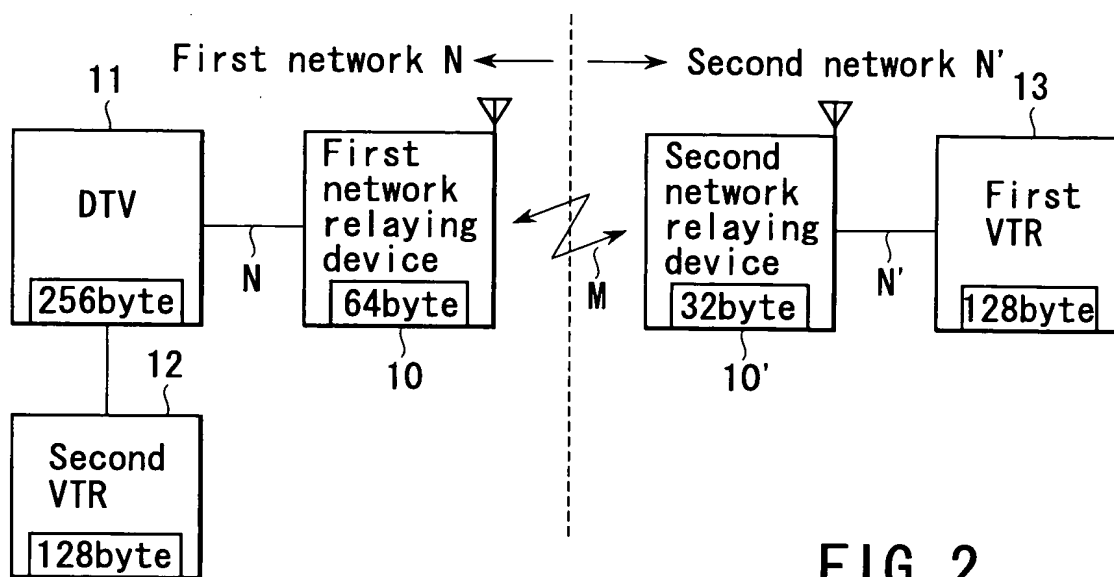 First network N
Second network N'
11
13
DTV
256byte
N
First
network
relaying
device
64byte
10
M
Second
network
relaying
device
32byte
10'
N'
First
VTR
128byte
12
Second
VTR
128byte
FIG. 2